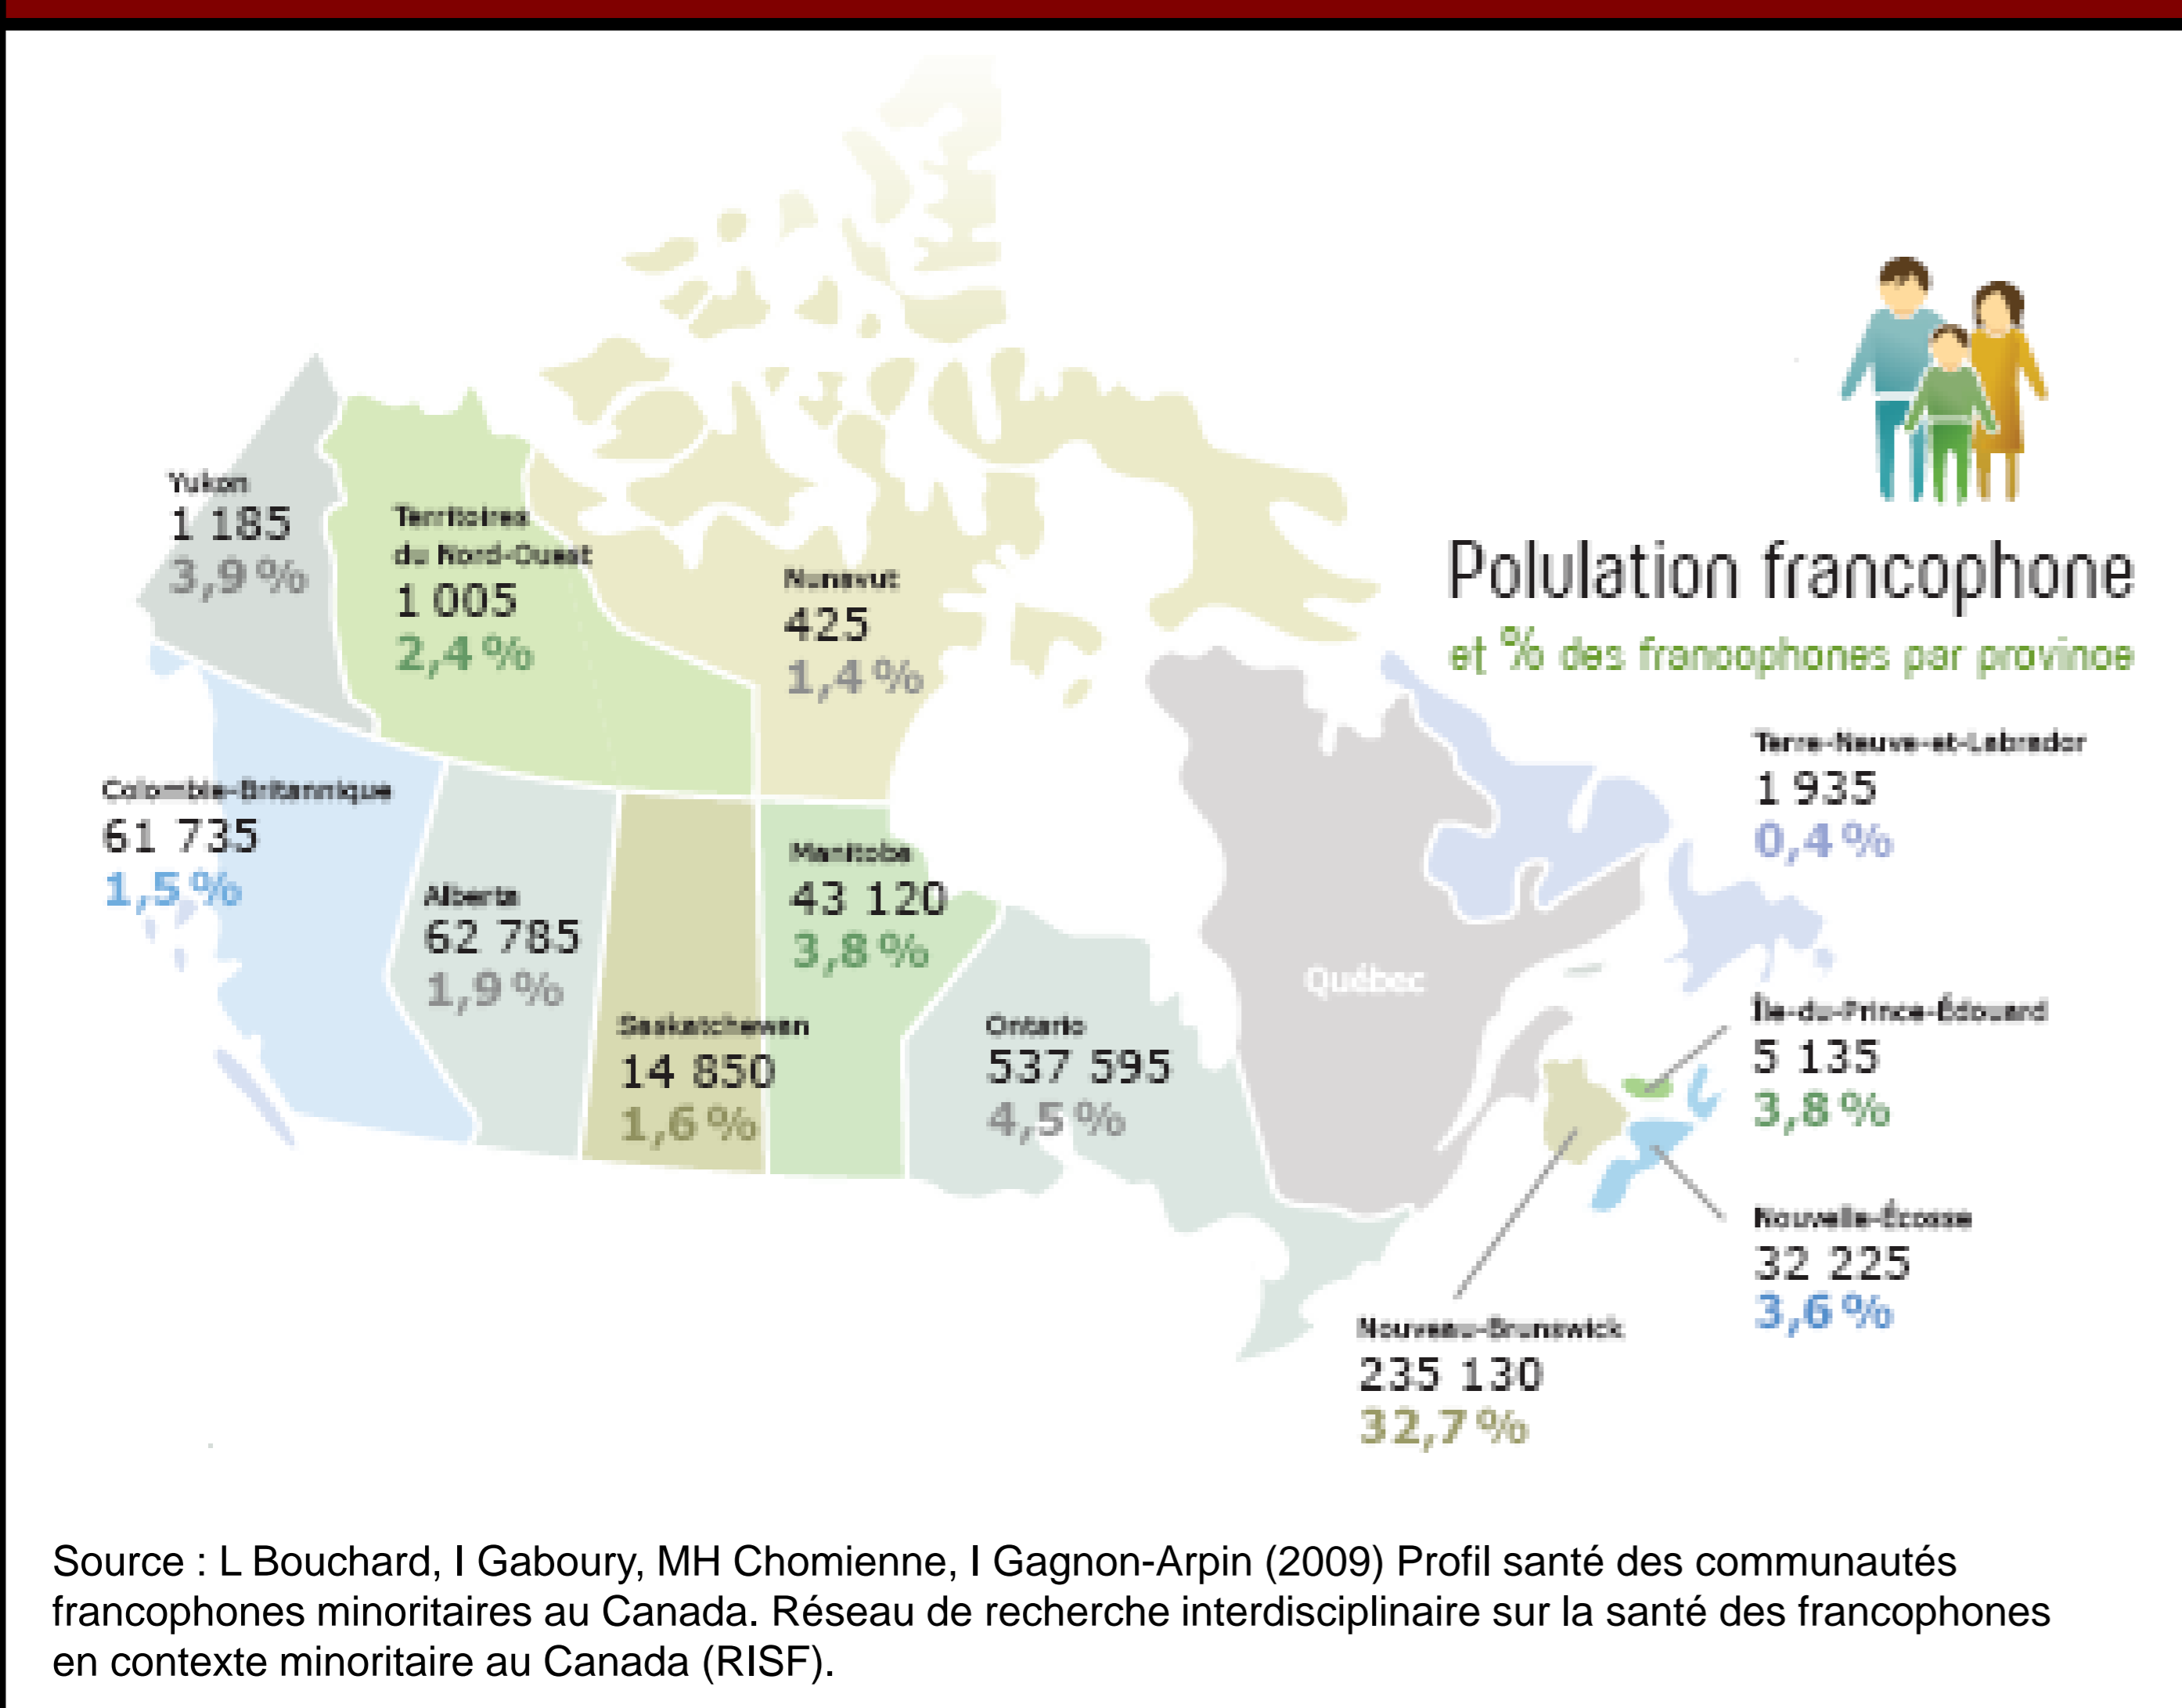 Polulation francophone
et % des francophones par province
Yukon
1 185
3,9 %
Territoires
du Nord-Ouest
1 005
2,4 %
Nunavut
425
1,4 %
Colombie-Britannique
61 735
1,5 %
Alberta
62 785
1,9 %
Saskatchewan
14 850
1,6 %
Manitoba
43 120
3,8 %
Ontario
537 595
4,5 %
Québec
Terre-Neuve-et-Labrador
1 935
0,4 %
Île-du-Prince-Édouard
5 135
3,8 %
Nouvelle-Écosse
32 225
3,6 %
Nouveau-Brunswick
235 130
32,7 %
Source : L Bouchard, I Gaboury, MH Chomienne, I Gagnon-Arpin (2009) Profil santé des communautés
francophones minoritaires au Canada. Réseau de recherche interdisciplinaire sur la santé des francophones
en contexte minoritaire au Canada (RISF).